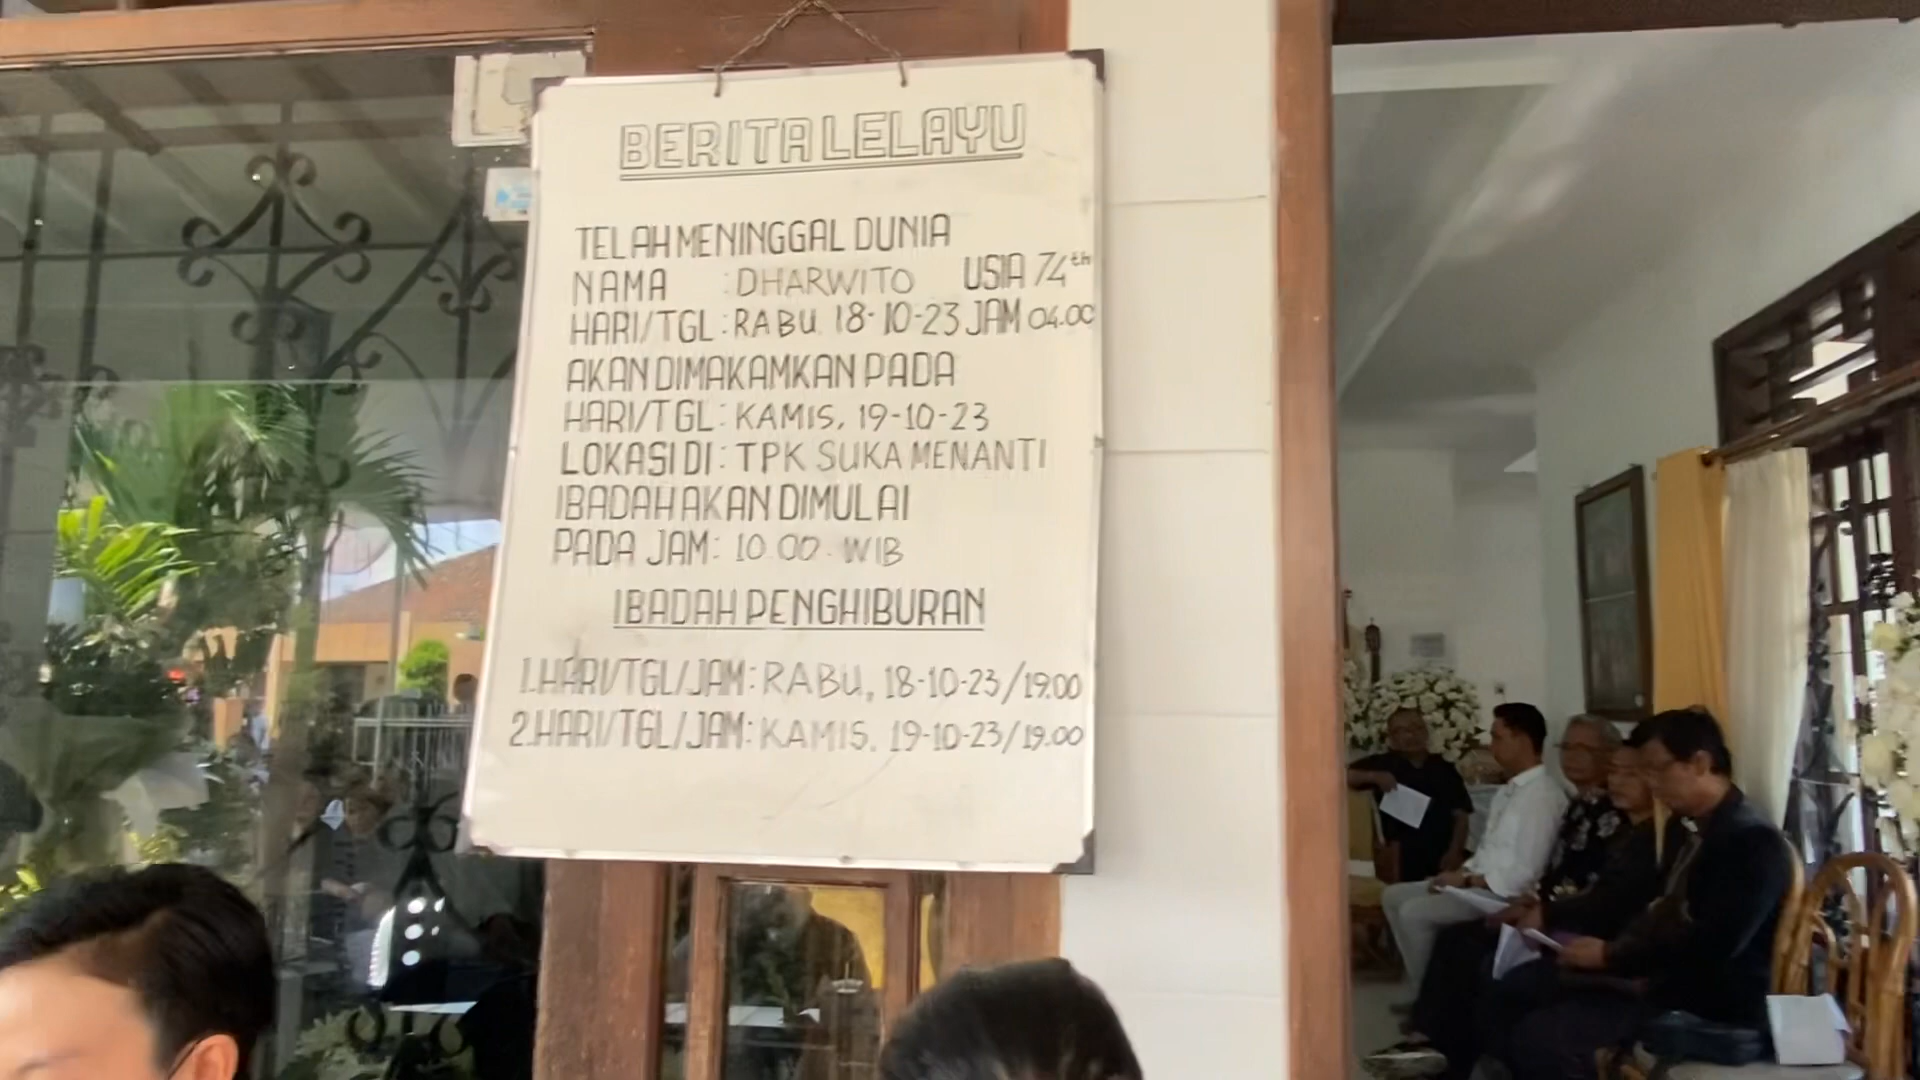 BERITA LELAYU
TELAH MENINGGAL DUNIA
NAMA : DHARWITO USIA 74th
HARI/TGL : RABU, 18-10-23 JAM 04.00
AKAN DIMAKAMKAN PADA
HARI/TGL : KAMIS, 19-10-23
LOKASI DI : TPK SUKA MENANTI
IBADAH AKAN DIMULAI
PADA JAM : 10.00 WIB
IBADAH PENGHIBURAN
1. HARI/TGL/JAM : RABU, 18-10-23/19.00
2. HARI/TGL/JAM : KAMIS, 19-10-23/19.00